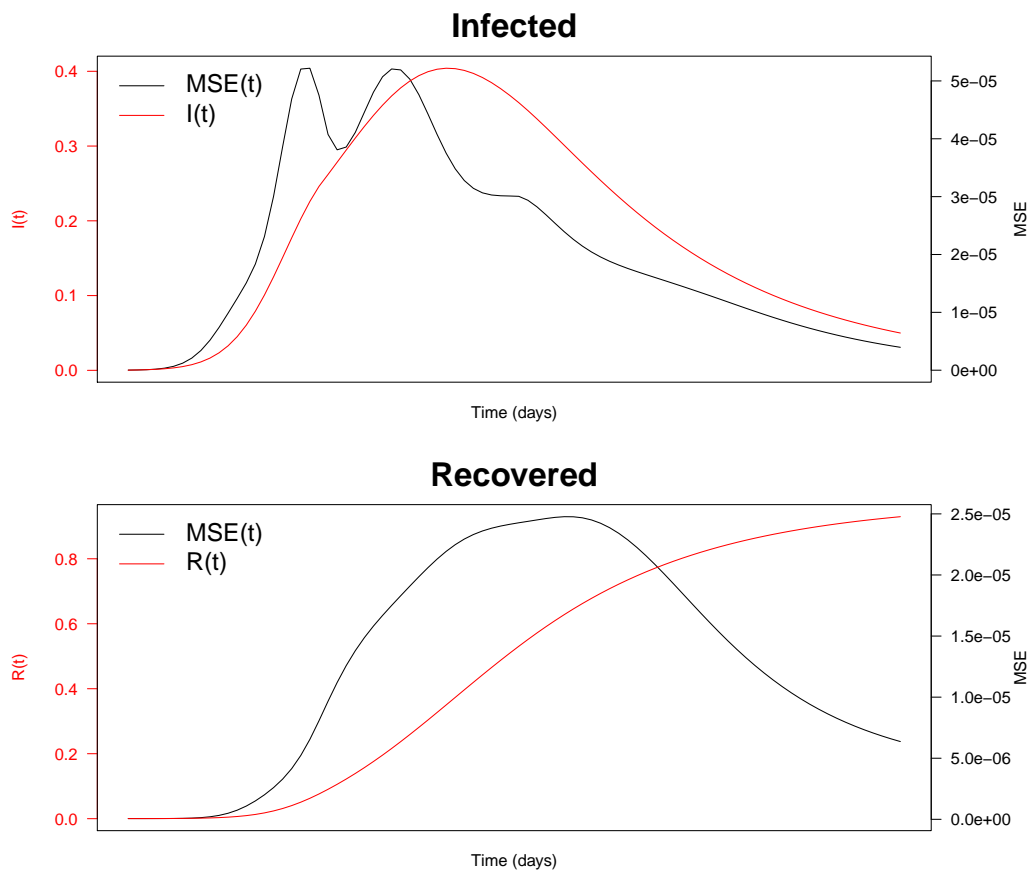 Infected
MSE(t)
I(t)
0.4
0.3
0.2
0.1
0.0
I(t)
5e−05
4e−05
3e−05
2e−05
1e−05
0e+00
MSE
Time (days)
Recovered
MSE(t)
R(t)
0.8
0.6
0.4
0.2
0.0
R(t)
2.5e−05
2.0e−05
1.5e−05
1.0e−05
5.0e−06
0.0e+00
MSE
Time (days)